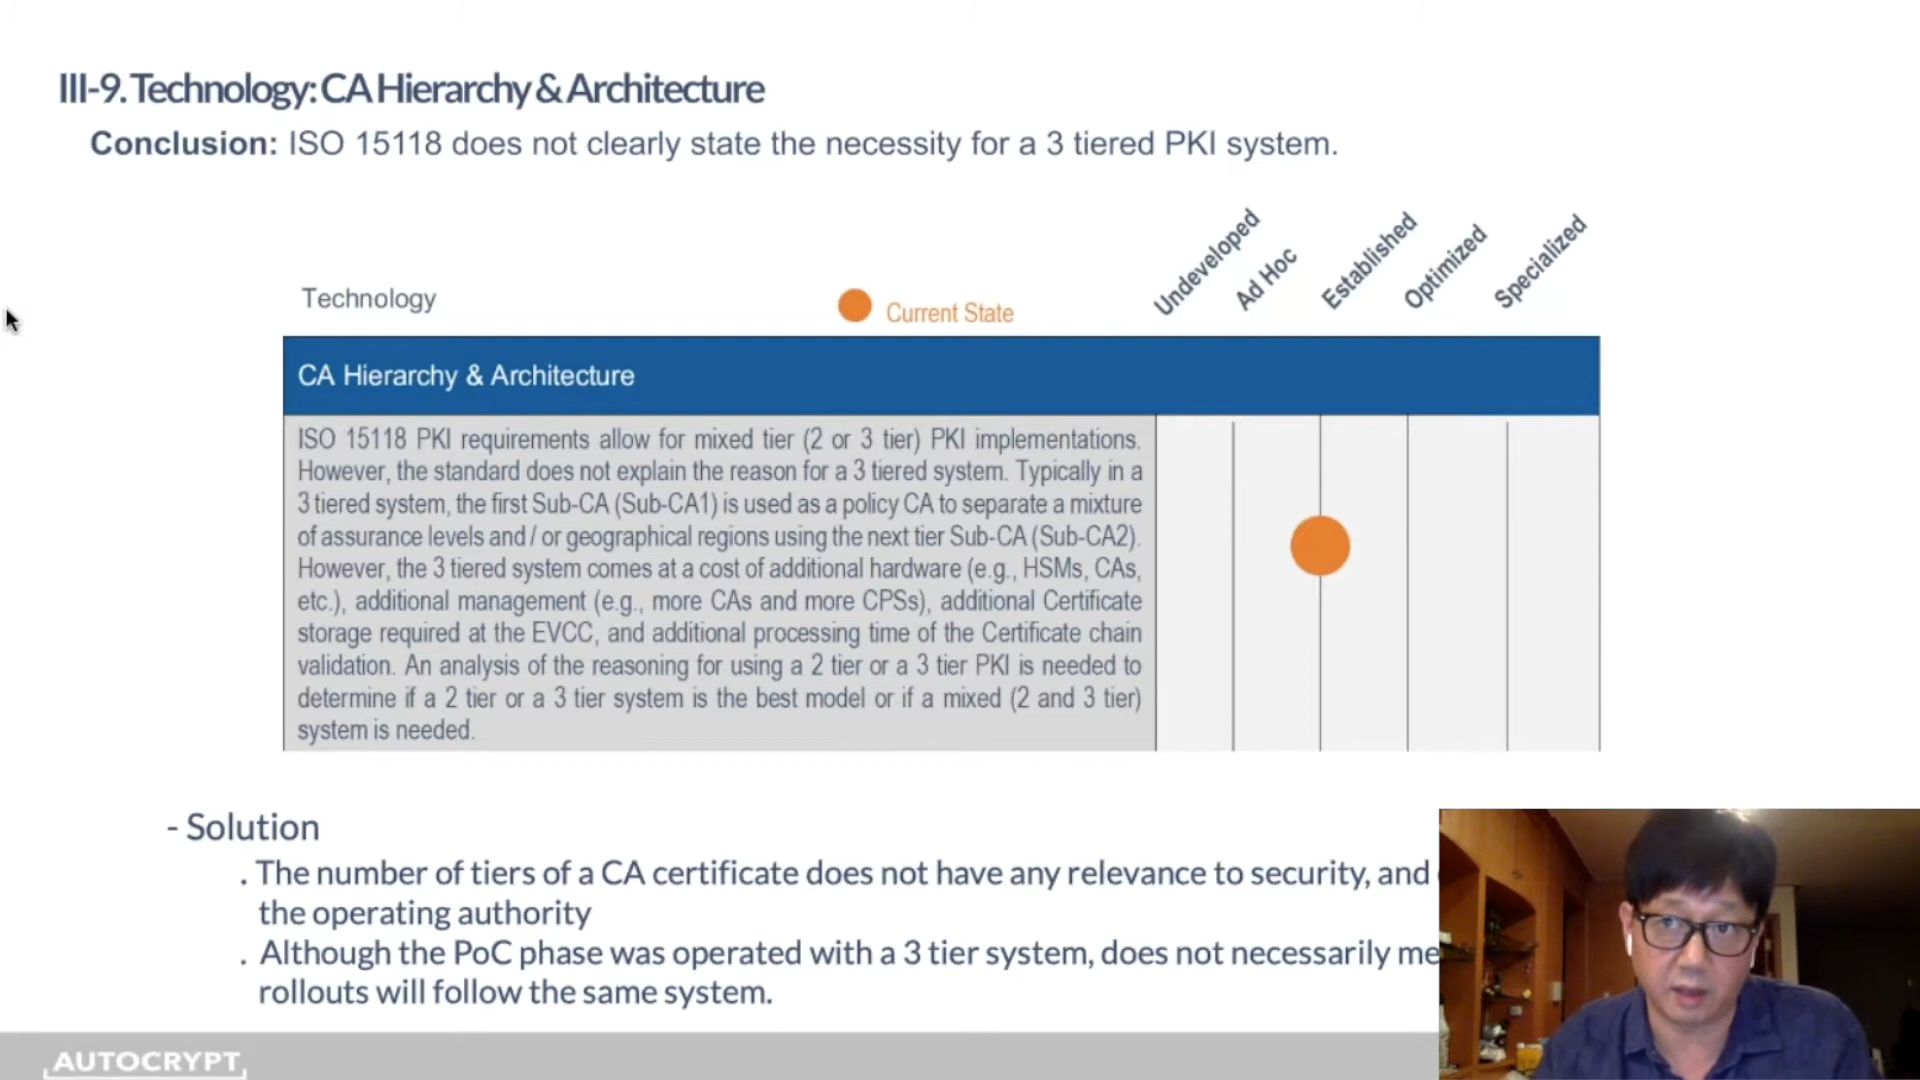 III-9. Technology: CA Hierarchy & Architecture
Conclusion: ISO 15118 does not clearly state the necessity for a 3 tiered PKI system.
Undeveloped
Ad Hoc
Established
Optimized
Specialized
Technology
Current State
CA Hierarchy & Architecture
ISO 15118 PKI requirements allow for mixed tier (2 or 3 tier) PKI implementations.
However, the standard does not explain the reason for a 3 tiered system. Typically in a
3 tiered system, the first Sub-CA (Sub-CA1) is used as a policy CA to separate a mixture
of assurance levels and / or geographical regions using the next tier Sub-CA (Sub-CA2).
However, the 3 tiered system comes at a cost of additional hardware (e.g., HSMs, CAs,
etc.), additional management (e.g., more CAs and more CPSs), additional Certificate
storage required at the EVCC, and additional processing time of the Certificate chain
validation. An analysis of the reasoning for using a 2 tier or a 3 tier PKI is needed to
determine if a 2 tier or a 3 tier system is the best model or if a mixed (2 and 3 tier)
system is needed.
- Solution
. The number of tiers of a CA certificate does not have any relevance to security, and
the operating authority
. Although the PoC phase was operated with a 3 tier system, does not necessarily me
rollouts will follow the same system.
AUTOCRYPT